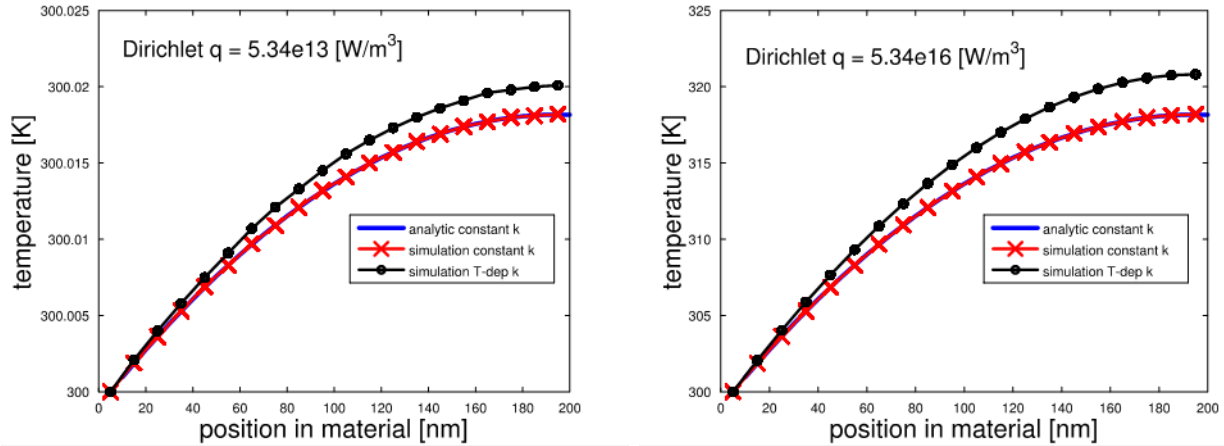 300.025
300.02
300.015
300.01
300.005
300
temperature [K]
Dirichlet q = 5.34e13 [W/m³]
analytic constant k
simulation constant k
simulation T-dep k
0 20 40 60 80 100 120 140 160 180 200
position in material [nm]
325
320
315
310
305
300
temperature [K]
Dirichlet q = 5.34e16 [W/m³]
analytic constant k
simulation constant k
simulation T-dep k
0 20 40 60 80 100 120 140 160 180 200
position in material [nm]